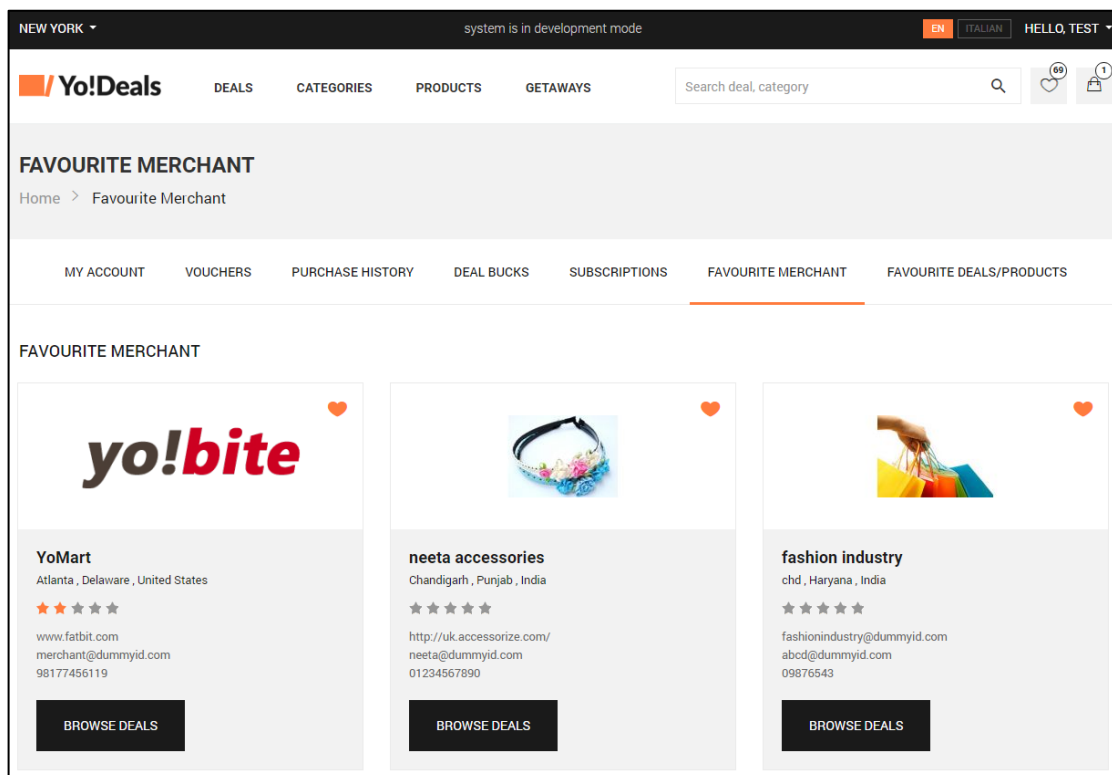 NEW YORK
system is in development mode
EN
ITALIAN
HELLO, TEST
Yo!Deals
DEALS
CATEGORIES
PRODUCTS
GETAWAYS
Search deal, category
69
1
FAVOURITE MERCHANT
Home > Favourite Merchant
MY ACCOUNT
VOUCHERS
PURCHASE HISTORY
DEAL BUCKS
SUBSCRIPTIONS
FAVOURITE MERCHANT
FAVOURITE DEALS/PRODUCTS
FAVOURITE MERCHANT
yo!bite
YoMart
Atlanta , Delaware , United States
www.fatbit.com
merchant@dummyid.com
98177456119
BROWSE DEALS
neeta accessories
Chandigarh , Punjab , India
http://uk.accessorize.com/
neeta@dummyid.com
01234567890
BROWSE DEALS
fashion industry
chd , Haryana , India
fashionindustry@dummyid.com
abcd@dummyid.com
09876543
BROWSE DEALS